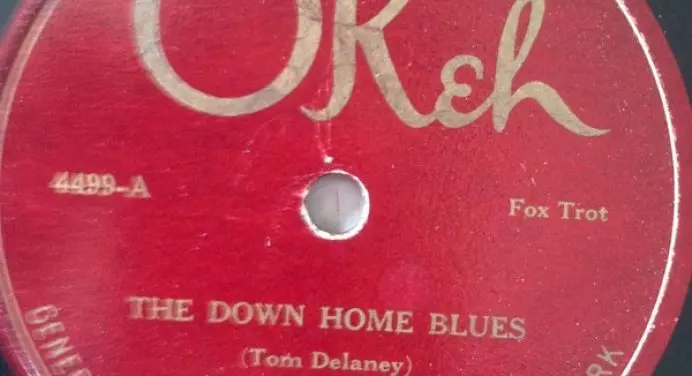 OKeh
4499-A
Fox Trot
THE DOWN HOME BLUES
(Tom Delaney)